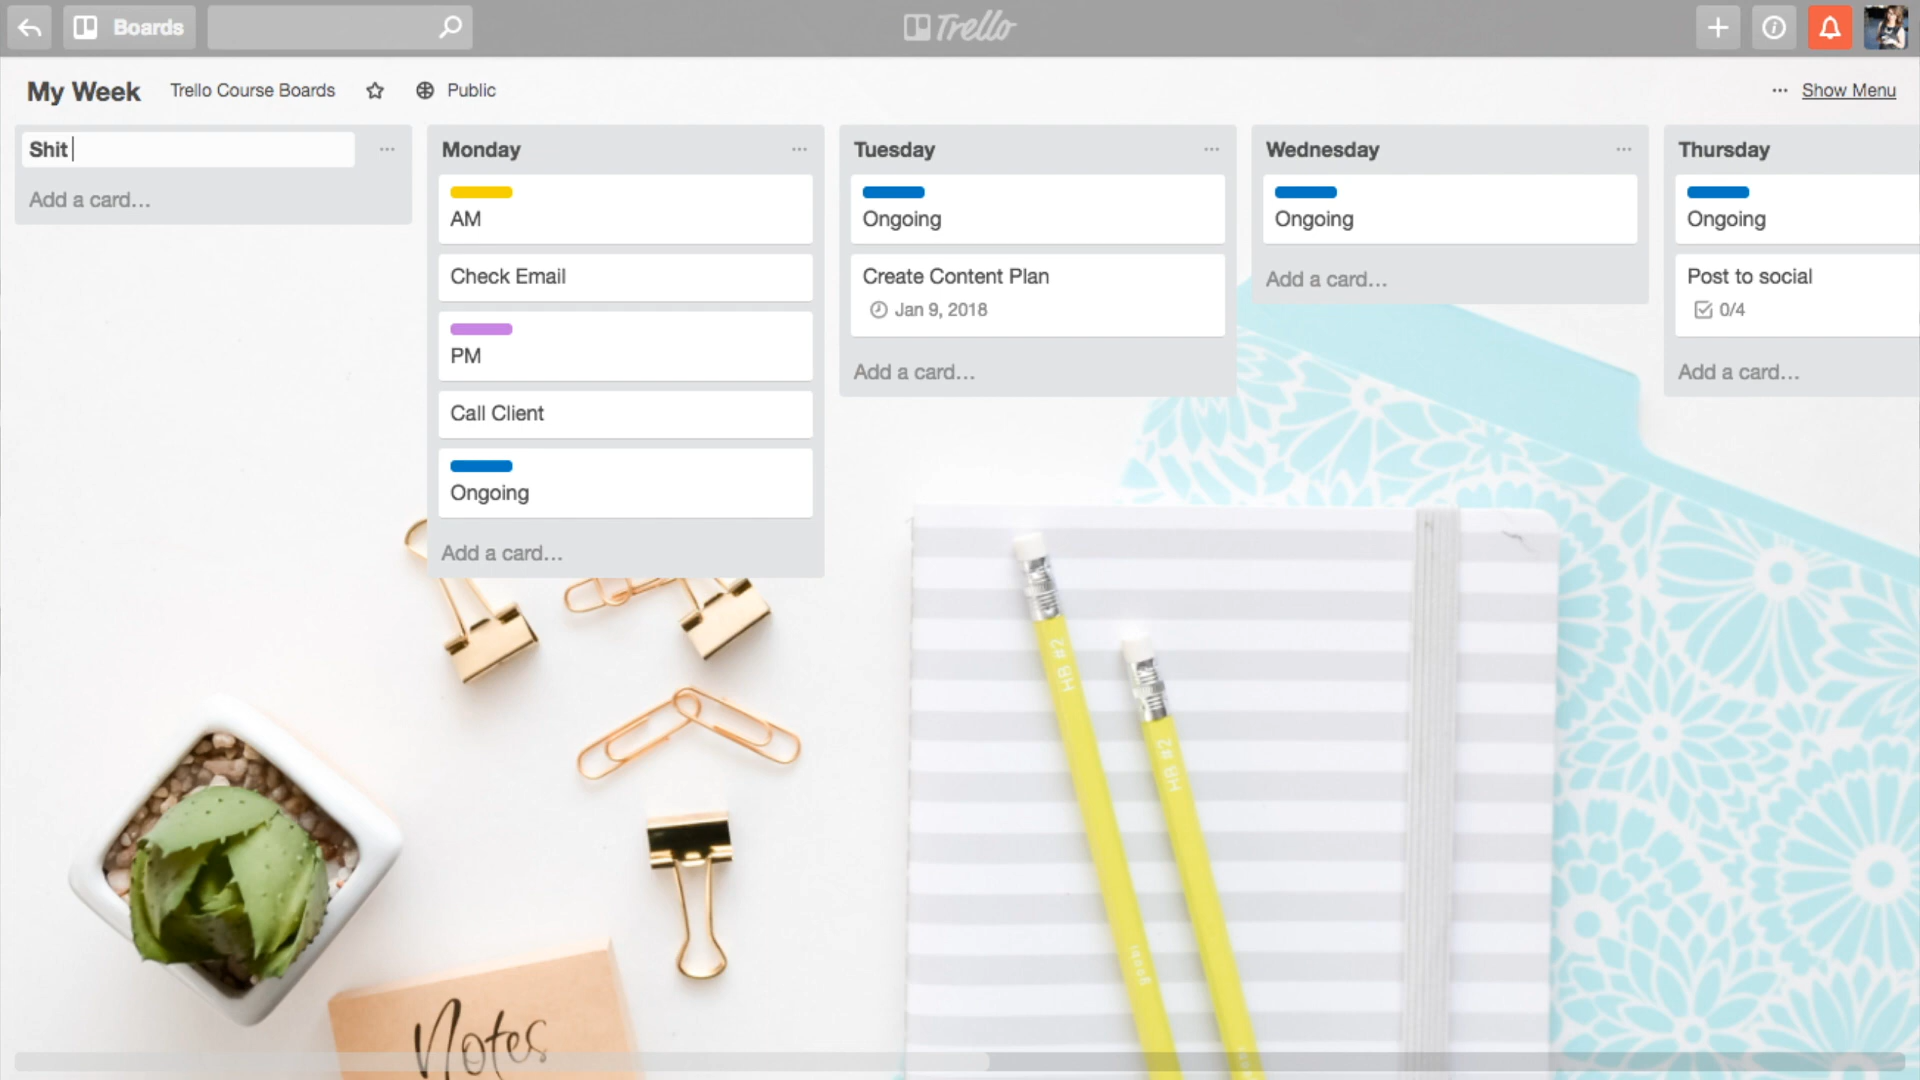 Boards
Trello
My Week Trello Course Boards Public ... Show Menu
Shit
Add a card...
Monday
AM
Check Email
PM
Call Client
Ongoing
Add a card...
Tuesday
Ongoing
Create Content Plan
Jan 9, 2018
Add a card...
Wednesday
Ongoing
Add a card...
Thursday
Ongoing
Post to social
0/4
Add a card...
HB #2
HB #2
Notes